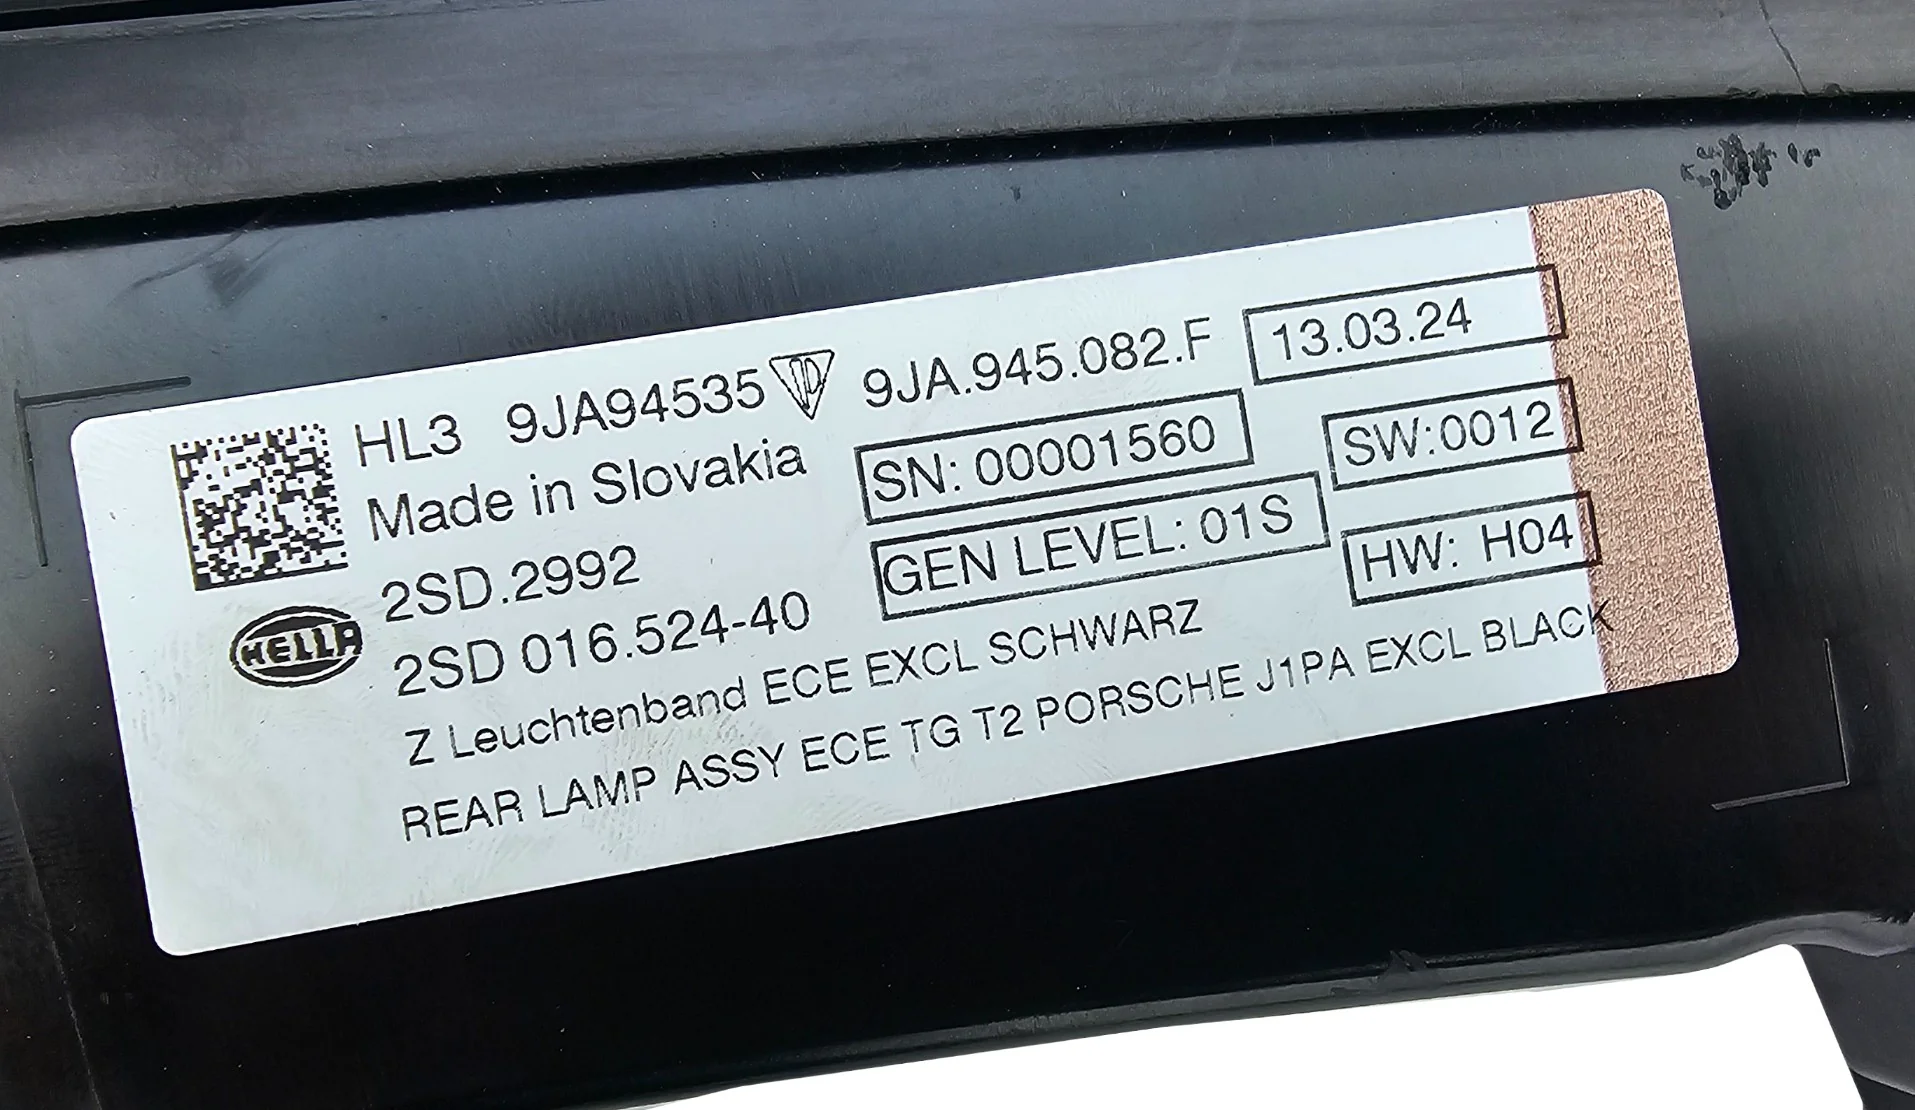 HL3 9JA94535 9JA.945.082.F 13.03.24
Made in Slovakia SN: 00001560 SW:0012
2SD.2992 GEN LEVEL: 01S HW: H04
HELLA
2SD 016.524-40
Z Leuchtenband ECE EXCL SCHWARZ
REAR LAMP ASSY ECE TG T2 PORSCHE J1PA EXCL BLACK